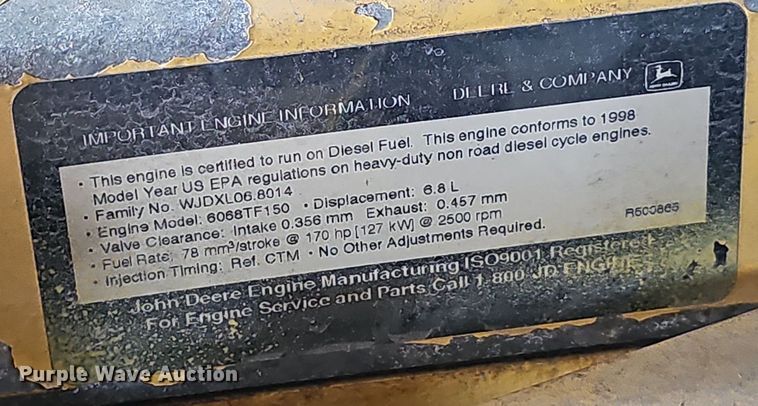 IMPORTANT ENGINE INFORMATION DEERE & COMPANY
JOHN DEERE
• This engine is certified to run on Diesel Fuel. This engine conforms to 1998
Model Year US EPA regulations on heavy-duty non road diesel cycle engines.
• Family No. WJDXL06.8014
• Engine Model: 6068TF150 • Displacement: 6.8 L
• Valve Clearance: Intake 0.356 mm Exhaust: 0.457 mm
• Fuel Rate: 78 mm³/stroke @ 170 hp [127 kW] @ 2500 rpm
• Injection Timing: Ref. CTM • No Other Adjustments Required.
R500865
John Deere Engine Manufacturing ISO9001 Registered
For Engine Service and Parts Call 1 800 JD ENGINE
Purple Wave Auction